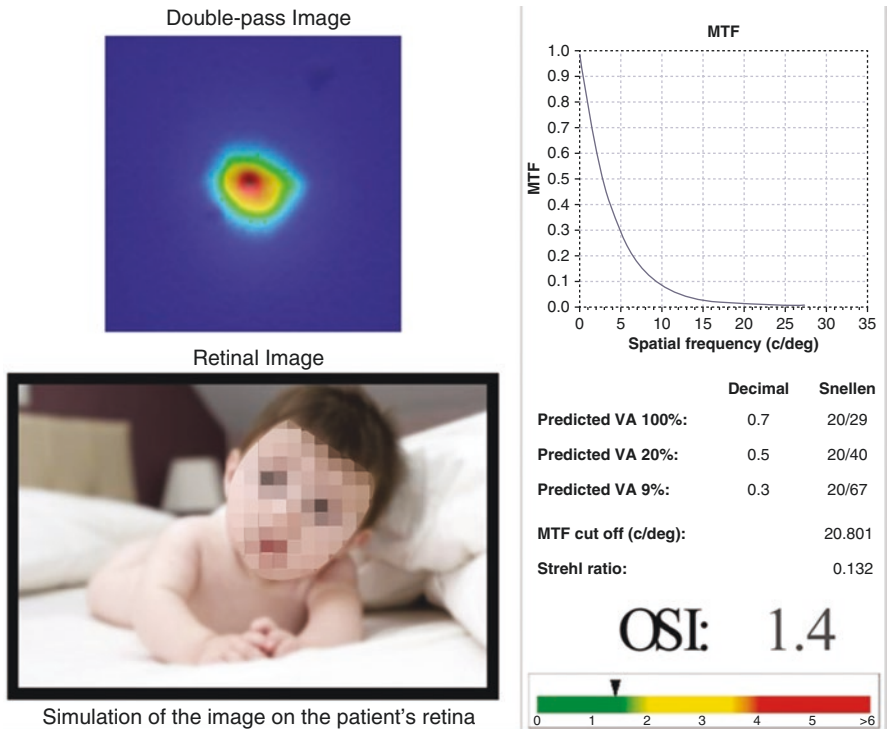 Double-pass Image
Retinal Image
Simulation of the image on the patient's retina
MTF
1.0
0.9
0.8
0.7
0.6
0.5
0.4
0.3
0.2
0.1
0.0
MTF
0 5 10 15 20 25 30 35
Spatial frequency (c/deg)
Decimal Snellen
Predicted VA 100%: 0.7 20/29
Predicted VA 20%: 0.5 20/40
Predicted VA 9%: 0.3 20/67
MTF cut off (c/deg): 20.801
Strehl ratio: 0.132
OSI: 1.4
0 1 2 3 4 5 >6